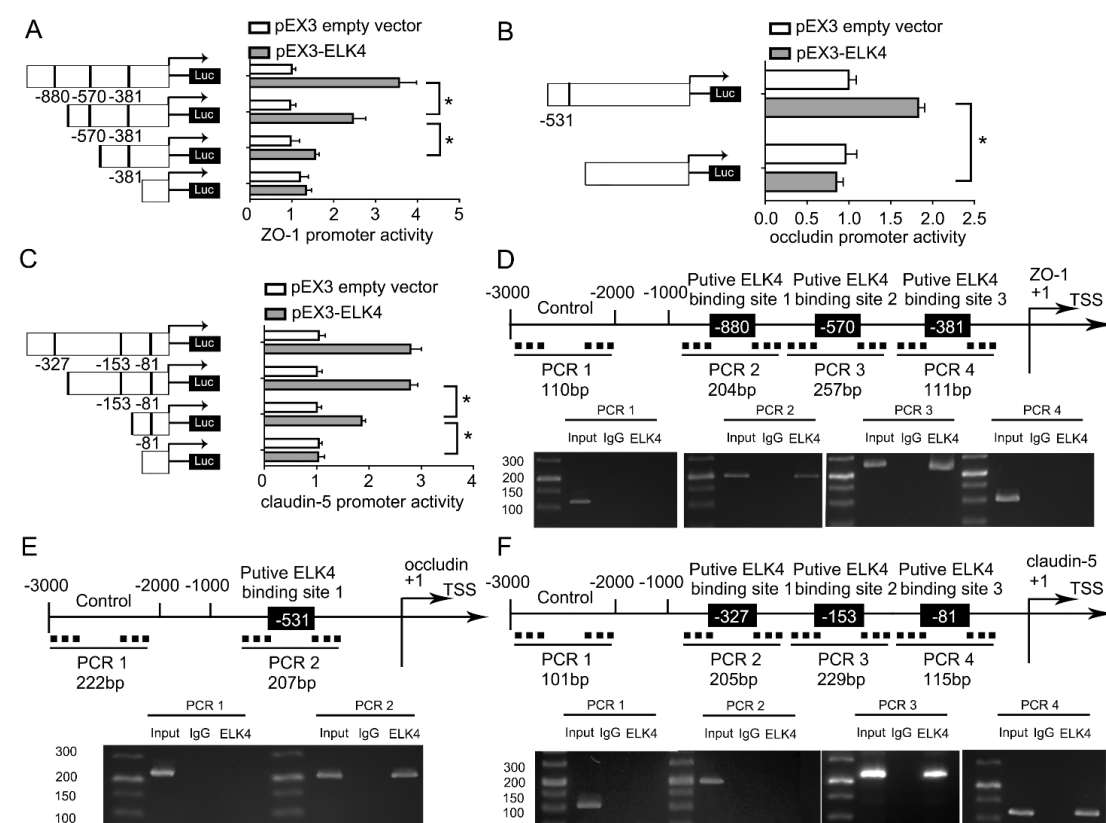 A
pEX3 empty vector
pEX3-ELK4
Luc
-880 -570 -381
Luc
-570 -381
Luc
-381
Luc
0 1 2 3 4 5
ZO-1 promoter activity
*
*
B
pEX3 empty vector
pEX3-ELK4
Luc
-531
Luc
*
0.0 0.5 1.0 1.5 2.0 2.5
occludin promoter activity
C
pEX3 empty vector
pEX3-ELK4
Luc
-327 -153 -81
Luc
-153 -81
Luc
-81
Luc
*
*
0 1 2 3 4
claudin-5 promoter activity
D
-3000 Control -2000 -1000
Putive ELK4 binding site 1
Putive ELK4 binding site 2
Putive ELK4 binding site 3
ZO-1
+1
TSS
-880 -570 -381
PCR 1 PCR 2 PCR 3 PCR 4
110bp 204bp 257bp 111bp
PCR 1 PCR 2 PCR 3 PCR 4
Input IgG ELK4 Input IgG ELK4 Input IgG ELK4 Input IgG ELK4
300
200
150
100
E
-3000 Control -2000 -1000
Putive ELK4
binding site 1
occludin
+1
TSS
-531
PCR 1 PCR 2
222bp 207bp
PCR 1 PCR 2
Input IgG ELK4 Input IgG ELK4
300
200
150
100
F
-3000 Control -2000 -1000
Putive ELK4 binding site 1
Putive ELK4 binding site 2
Putive ELK4 binding site 3
claudin-5
+1
TSS
-327 -153 -81
PCR 1 PCR 2 PCR 3 PCR 4
101bp 205bp 229bp 115bp
PCR 1 PCR 2 PCR 3 PCR 4
Input IgG ELK4 Input IgG ELK4 Input IgG ELK4 Input IgG ELK4
300
200
150
100